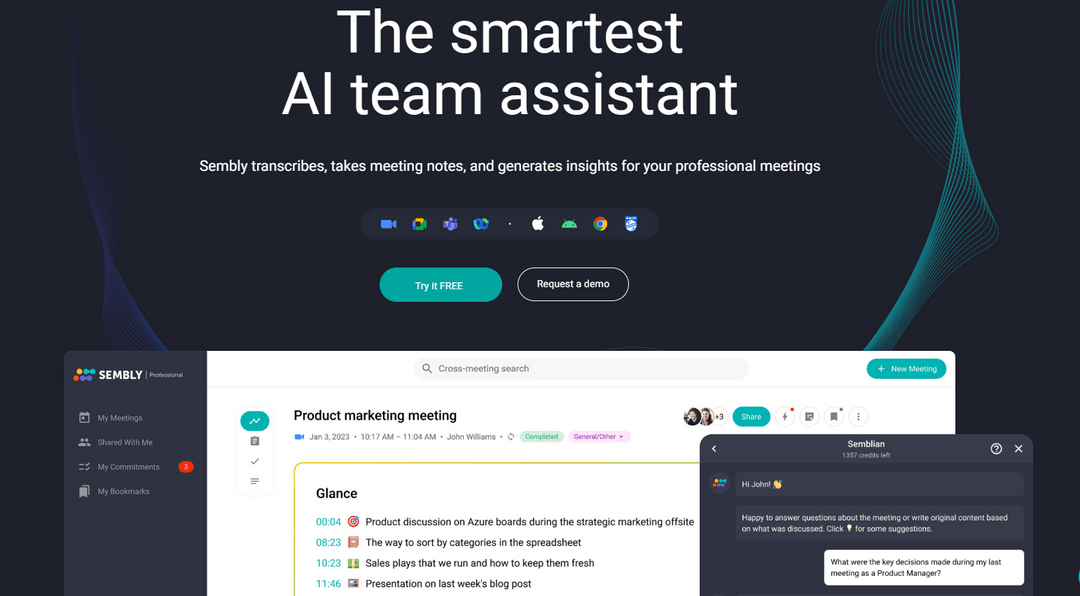 The smartest
AI team assistant
Sembly transcribes, takes meeting notes, and generates insights for your professional meetings
Try it FREE
Request a demo
SEMBLY | Professional
Cross-meeting search
+ New Meeting
My Meetings
Shared With Me
My Commitments 3
My Bookmarks
Product marketing meeting
+3
Share
Jan 3, 2023 • 10:17 AM – 11:04 AM • John Williams •
Completed
General/Other
Glance
00:04 🎯 Product discussion on Azure boards during the strategic marketing offsite
08:23 The way to sort by categories in the spreadsheet
10:23 💵 Sales plays that we run and how to keep them fresh
11:46 Presentation on last week's blog post
Semblian
1357 credits left
Hi John! 👋
Happy to answer questions about the meeting or write original content based
on what was discussed. Click 💡 for some suggestions.
What were the key decisions made during my last
meeting as a Product Manager?